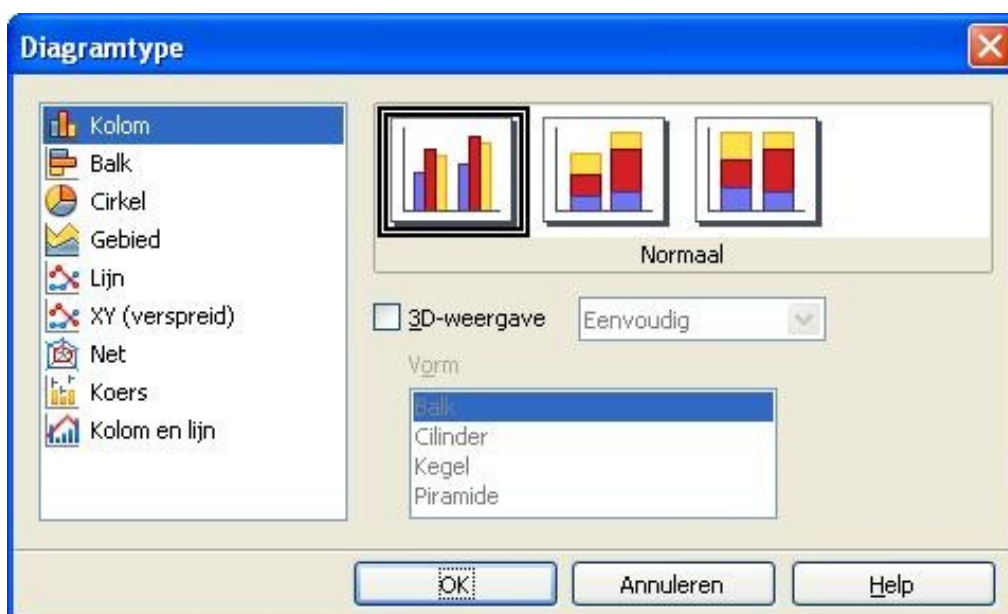 Diagramtype
Kolom
Balk
Cirkel
Gebied
Lijn
XY (verspreid)
Net
Koers
Kolom en lijn
Normaal
3D-weergave
Eenvoudig
Vorm
Balk
Cilinder
Kegel
Piramide
OK
Annuleren
Help